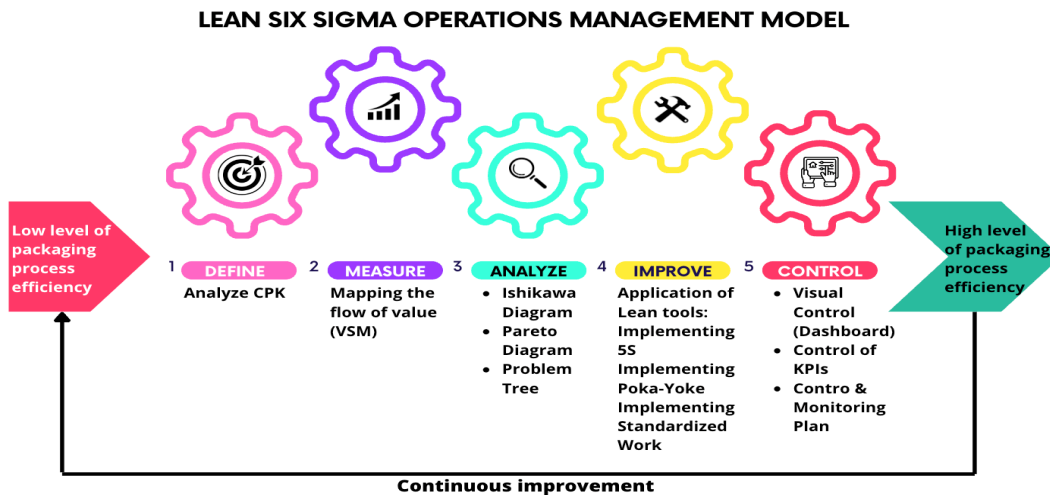 LEAN SIX SIGMA OPERATIONS MANAGEMENT MODEL
Low level of
packaging
process
efficiency
1 DEFINE
Analyze CPK
2 MEASURE
Mapping the
flow of value
(VSM)
3 ANALYZE
• Ishikawa
Diagram
• Pareto
Diagram
• Problem
Tree
4 IMPROVE
Application of
Lean tools:
Implementing
5S
Implementing
Poka-Yoke
Implementing
Standardized
Work
5 CONTROL
• Visual
Control
(Dashboard)
• Control of
KPIs
• Contro &
Monitoring
Plan
High level
of packaging
process
efficiency
Continuous improvement